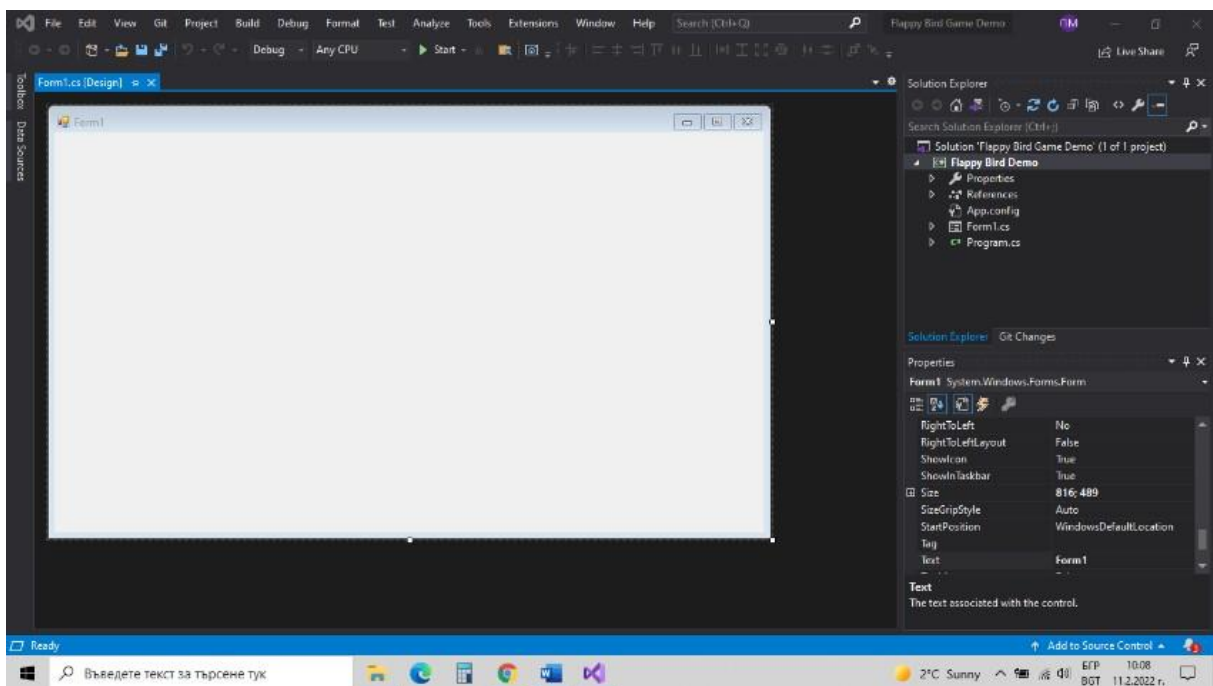 File Edit View Git Project Build Debug Format Test Analyze Tools Extensions Window Help Search (Ctrl+Q) Flappy Bird Game Demo ПМ
Debug Any CPU Start Live Share
Toolbox
Data Sources
Form1.cs [Design]
Form1
Solution Explorer
Search Solution Explorer (Ctrl+;)
Solution 'Flappy Bird Game Demo' (1 of 1 project)
Flappy Bird Demo
Properties
References
App.config
Form1.cs
C# Program.cs
Solution Explorer Git Changes
Properties
Form1 System.Windows.Forms.Form
RightToLeft No
RightToLeftLayout False
ShowIcon True
ShowInTaskbar True
Size 816; 489
SizeGripStyle Auto
StartPosition WindowsDefaultLocation
Tag
Text Form1
Text
The text associated with the control.
Ready Add to Source Control
Въведете текст за търсене тук
2°C Sunny БГР 10:08
BGT 11.2.2022 г.